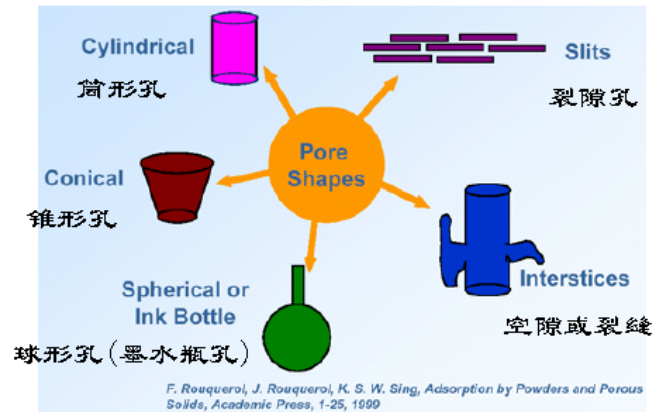 Cylindrical
筒形孔
Slits
裂隙孔
Pore
Shapes
Conical
锥形孔
Interstices
空隙或裂缝
Spherical or
Ink Bottle
球形孔(墨水瓶孔)
F. Rouquerol, J. Rouquerol, K. S. W. Sing, Adsorption by Powders and Porous
Solids, Academic Press, 1-25, 1999